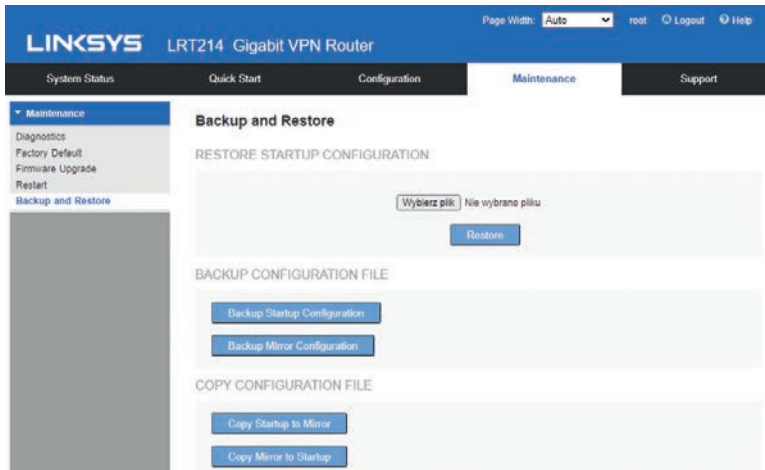 Page Width: Auto root Logout Help
LINKSYS LRT214 Gigabit VPN Router
System Status Quick Start Configuration Maintenance Support
Maintenance
Diagnostics
Factory Default
Firmware Upgrade
Restart
Backup and Restore
Backup and Restore
RESTORE STARTUP CONFIGURATION
Wybierz plik Nie wybrano pliku
Restore
BACKUP CONFIGURATION FILE
Backup Startup Configuration
Backup Mirror Configuration
COPY CONFIGURATION FILE
Copy Startup to Mirror
Copy Mirror to Startup